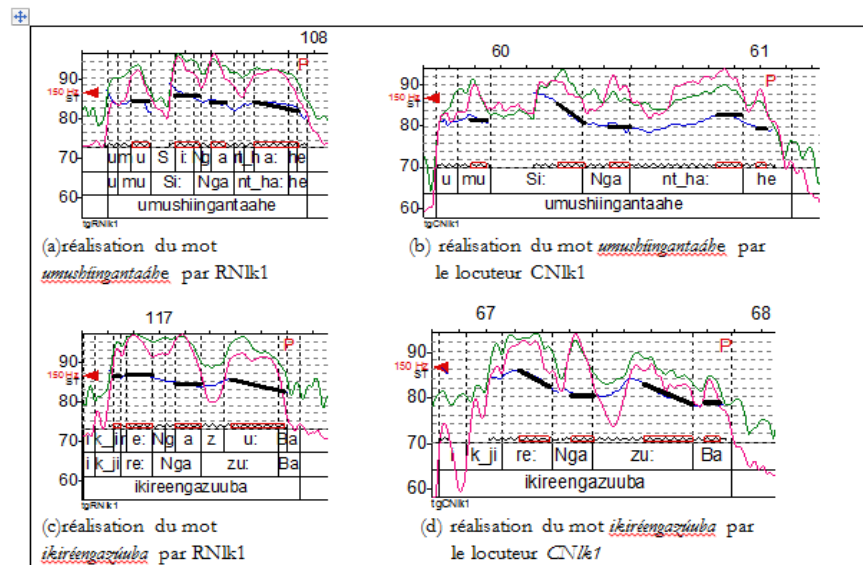 108
P
90
150 Hz
ST
80
70
60
u m u S i: N g a nt_h a: he
u mu Si: Nga nt_ha: he
umushiingantaahe
tgRNlk1
(a)réalisation du mot
umushíingantaáhe par RNlk1
60 61
P
90
150 Hz
ST
80
70
60
u mu Si: Nga nt_ha: he
umushiingantaahe
tgCNlk1
(b) réalisation du mot umushíingantaáhe par
le locuteur CNlk1
117
P
90
150 Hz
ST
80
70
60
i k_ji r e: Ng a z u: Ba
i k_ji re: Nga zu: Ba
ikireengazuuba
tgRNlk1
(c)réalisation du mot
ikiréengazúuba par RNlk1
67 68
P
90
150 Hz
ST
80
70
60
i k_ji re: Nga zu: Ba
ikireengazuuba
tgCNlk1
(d) réalisation du mot ikiréengazúuba par
le locuteur CNlk1